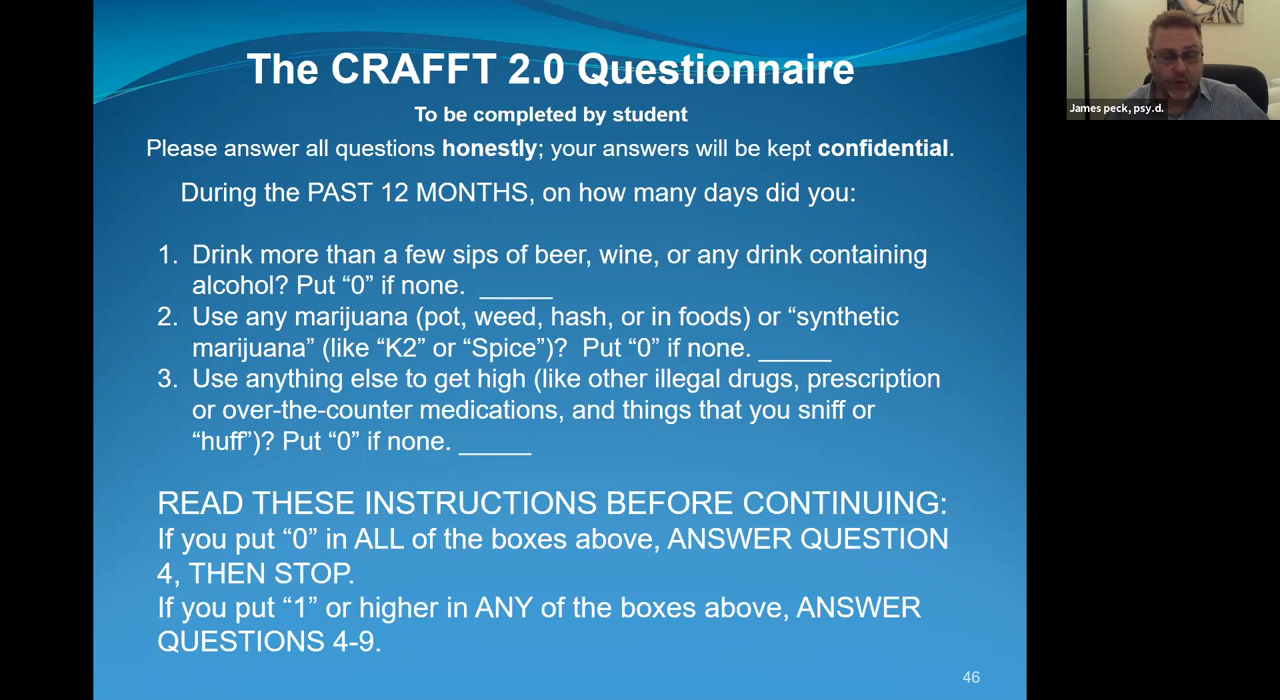 The CRAFFT 2.0 Questionnaire
To be completed by student
Please answer all questions honestly; your answers will be kept confidential.
During the PAST 12 MONTHS, on how many days did you:
1. Drink more than a few sips of beer, wine, or any drink containing
alcohol? Put “0” if none. _____
2. Use any marijuana (pot, weed, hash, or in foods) or “synthetic
marijuana” (like “K2” or “Spice”)? Put “0” if none. _____
3. Use anything else to get high (like other illegal drugs, prescription
or over-the-counter medications, and things that you sniff or
“huff”)? Put “0” if none. _____
READ THESE INSTRUCTIONS BEFORE CONTINUING:
If you put “0” in ALL of the boxes above, ANSWER QUESTION
4, THEN STOP.
If you put “1” or higher in ANY of the boxes above, ANSWER
QUESTIONS 4-9.
46
James peck, psy.d.